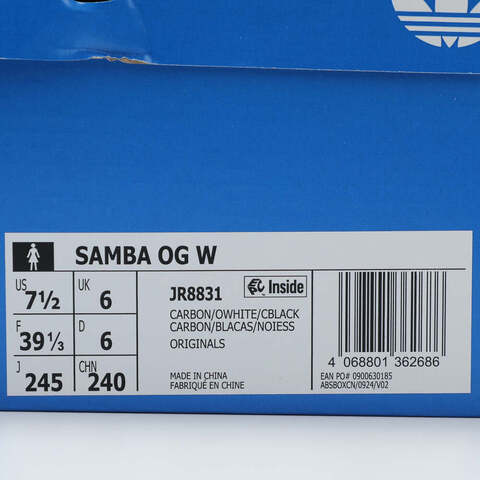 SAMBA OG W
US 7½ UK 6
F 39⅓ D 6
J 245 CHN 240
JR8831 Inside
CARBON/OWHITE/CBLACK
CARBON/BLACAS/NOIESS
ORIGINALS
MADE IN CHINA
FABRIQUÉ EN CHINE
4 068801 362686
EAN PO# 0900630185
ABSBOXCN/0924/V02